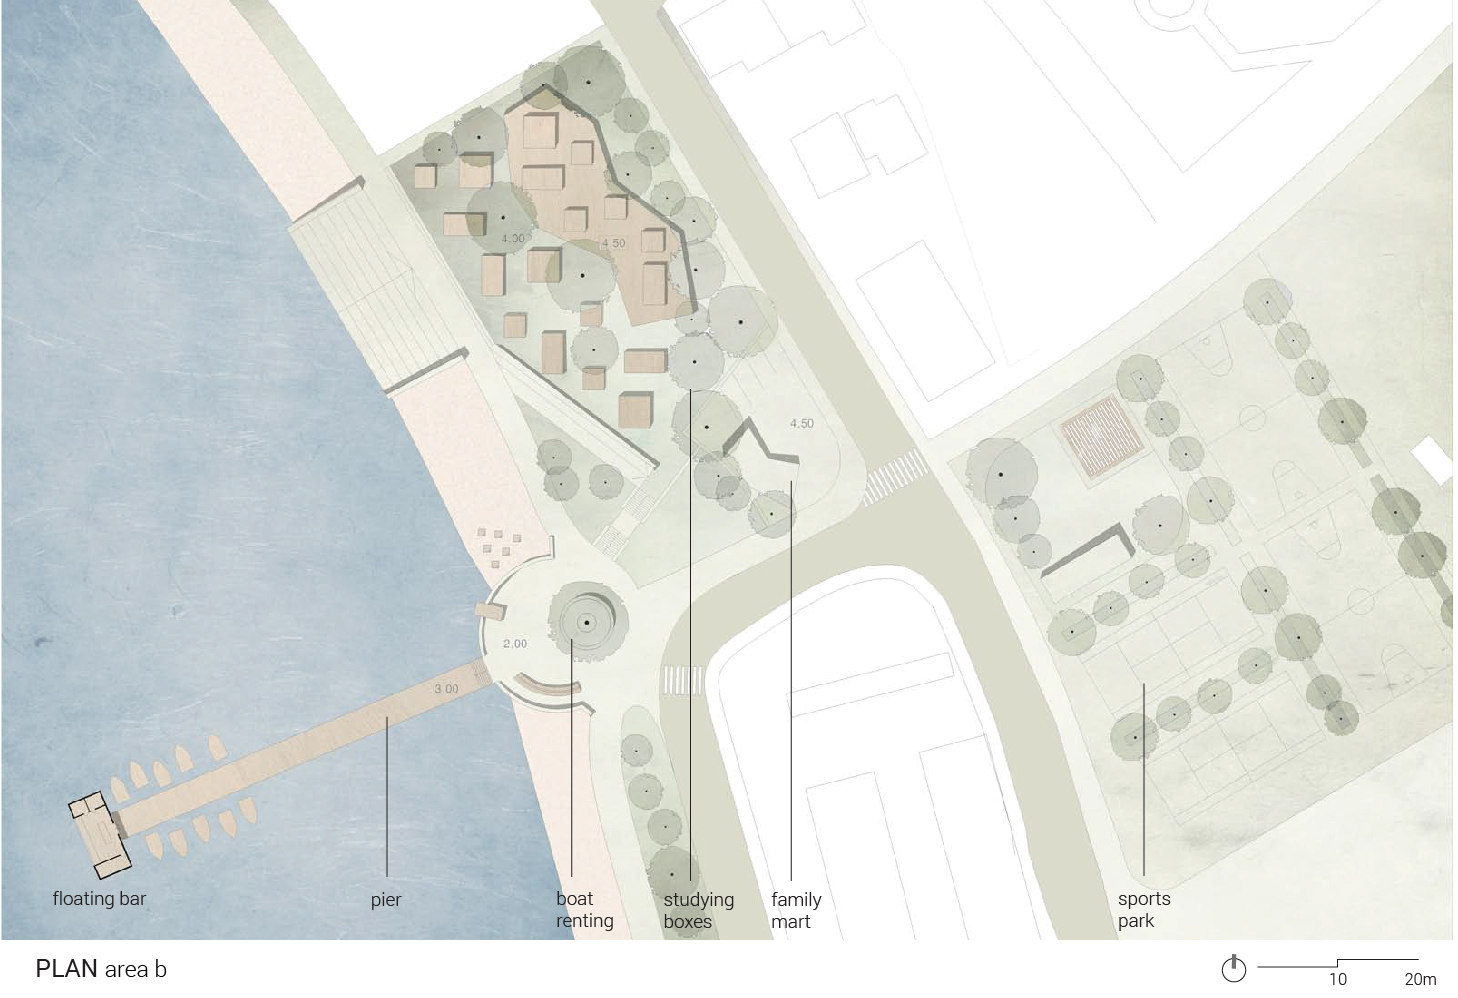 4.00
4.50
4.50
2.00
3.00
floating bar
pier
boat
renting
studying
boxes
family
mart
sports
park
PLAN area b
10
20m